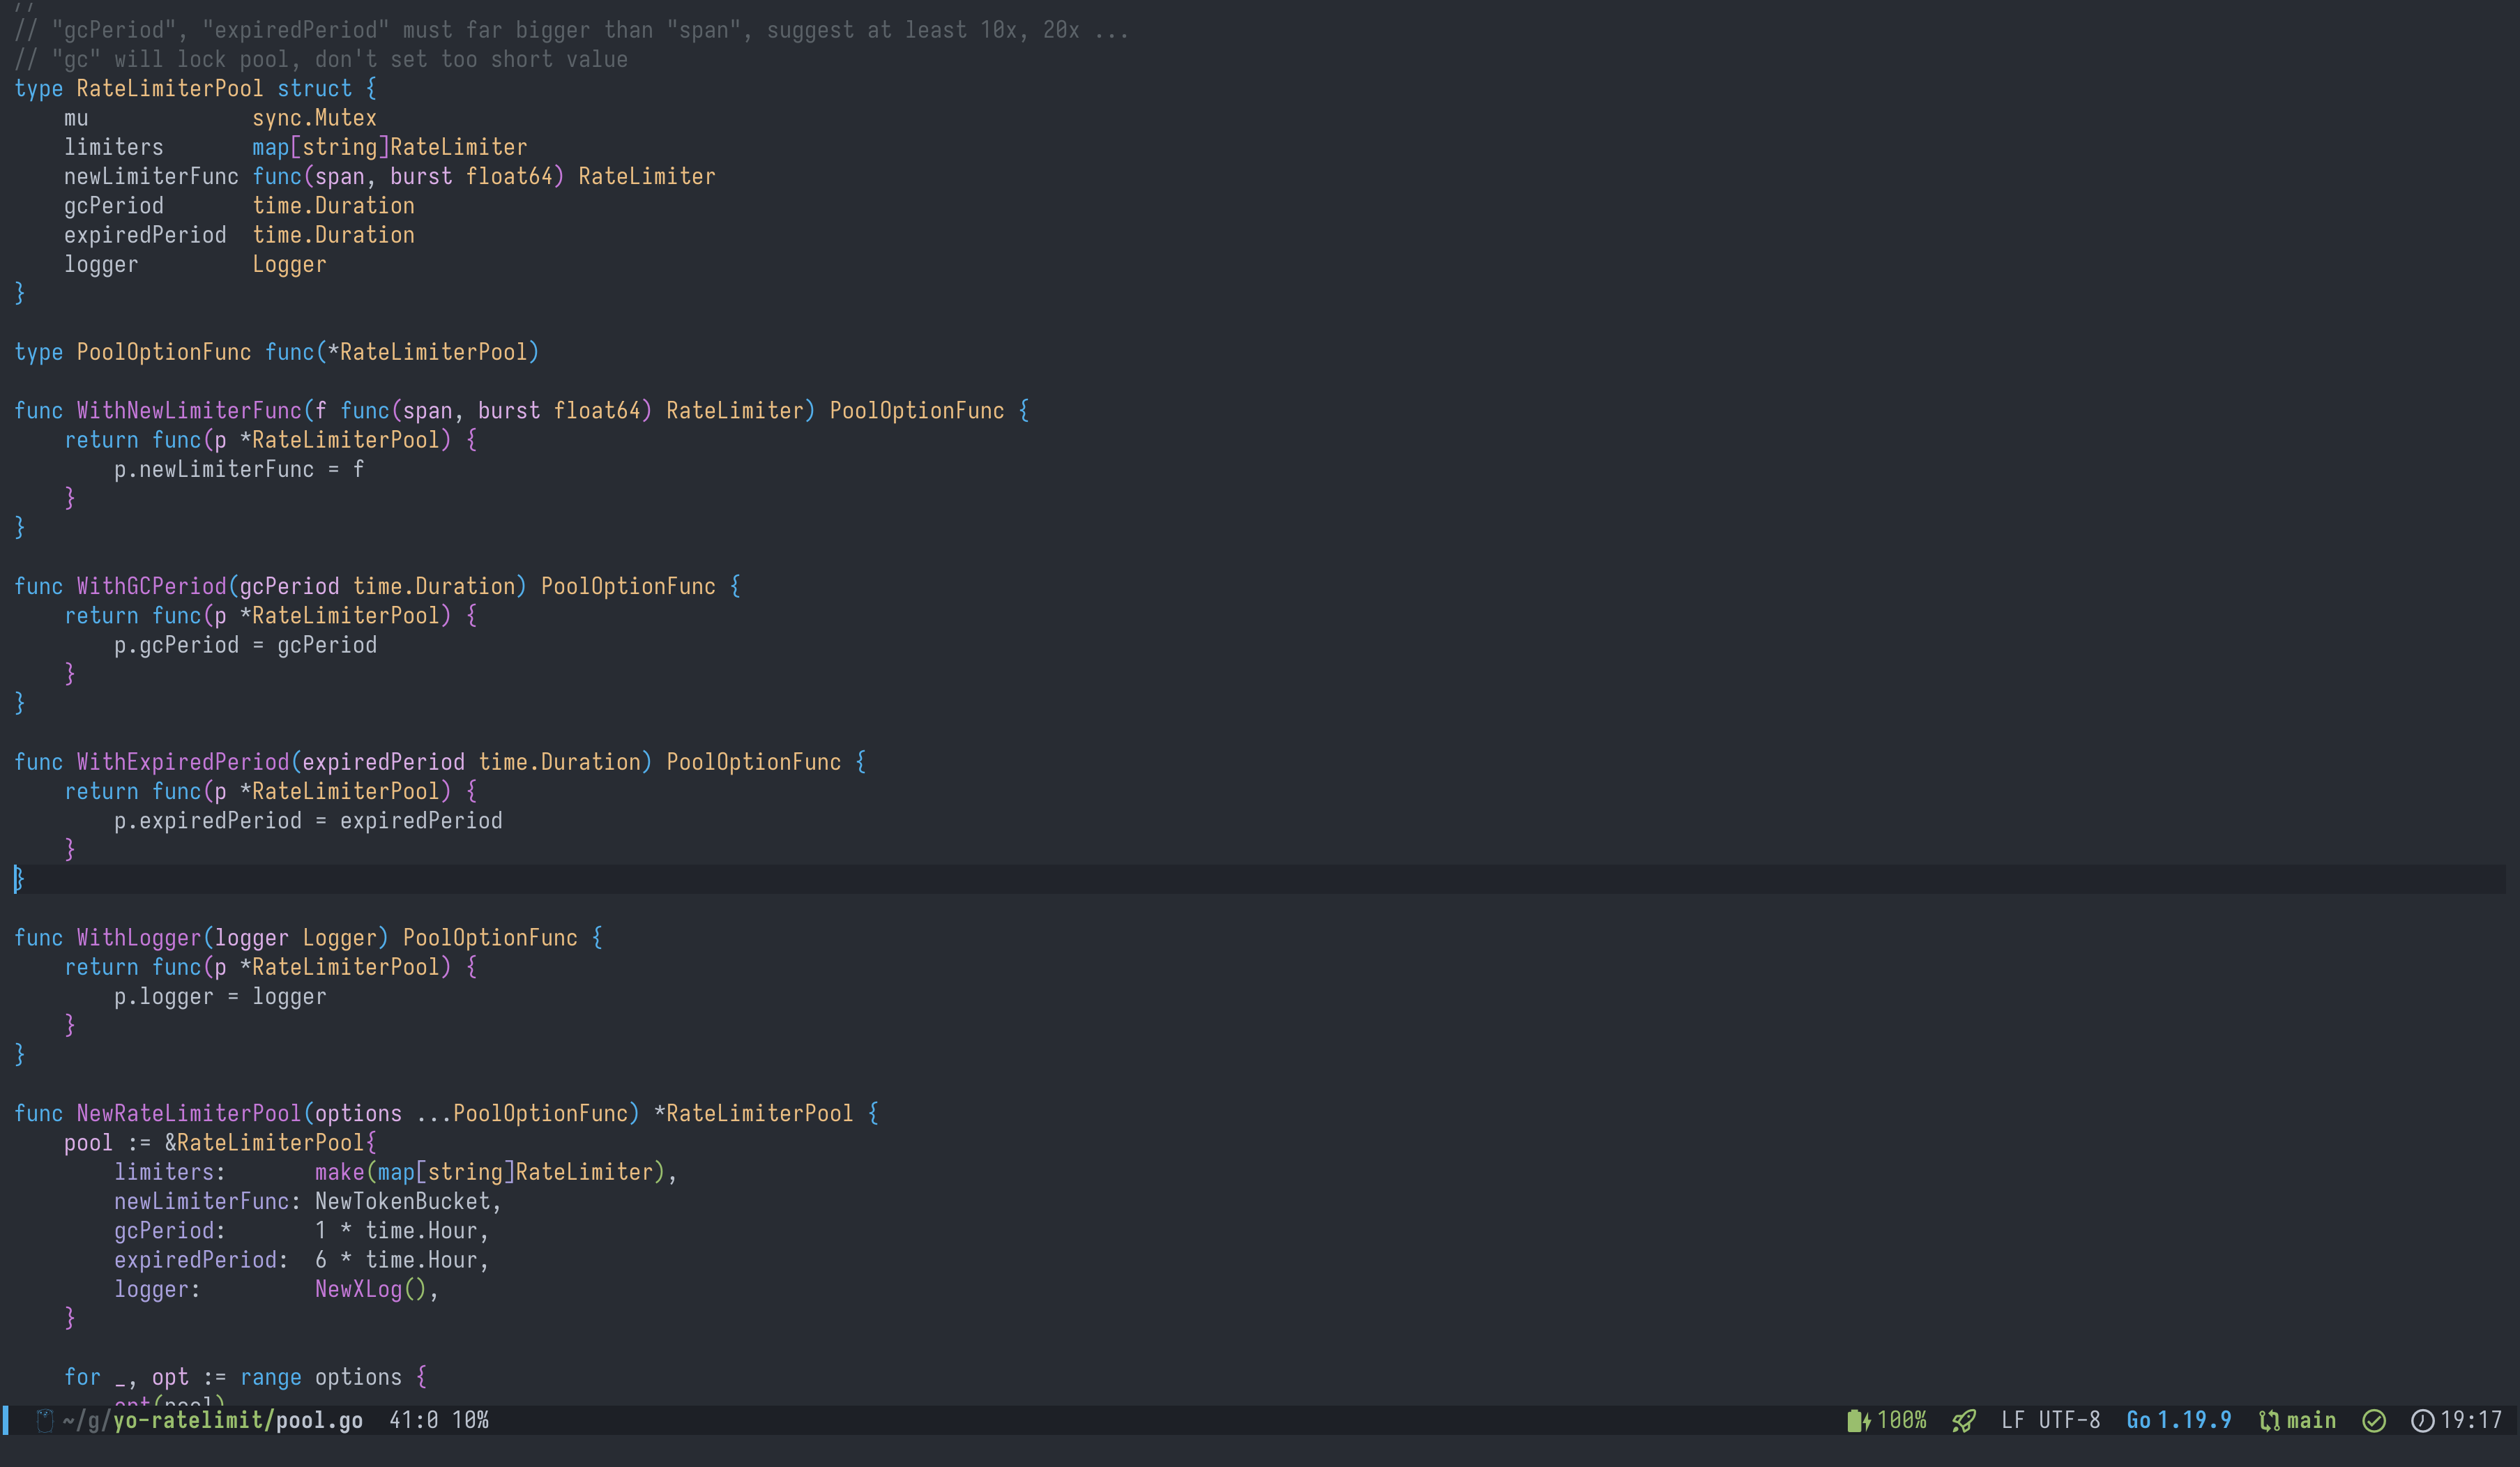 //
// "gcPeriod", "expiredPeriod" must far bigger than "span", suggest at least 10x, 20x ...
// "gc" will lock pool, don't set too short value
type RateLimiterPool struct {
    mu             sync.Mutex
    limiters       map[string]RateLimiter
    newLimiterFunc func(span, burst float64) RateLimiter
    gcPeriod       time.Duration
    expiredPeriod  time.Duration
    logger         Logger
}

type PoolOptionFunc func(*RateLimiterPool)

func WithNewLimiterFunc(f func(span, burst float64) RateLimiter) PoolOptionFunc {
    return func(p *RateLimiterPool) {
        p.newLimiterFunc = f
    }
}

func WithGCPeriod(gcPeriod time.Duration) PoolOptionFunc {
    return func(p *RateLimiterPool) {
        p.gcPeriod = gcPeriod
    }
}

func WithExpiredPeriod(expiredPeriod time.Duration) PoolOptionFunc {
    return func(p *RateLimiterPool) {
        p.expiredPeriod = expiredPeriod
    }
}

func WithLogger(logger Logger) PoolOptionFunc {
    return func(p *RateLimiterPool) {
        p.logger = logger
    }
}

func NewRateLimiterPool(options ...PoolOptionFunc) *RateLimiterPool {
    pool := &RateLimiterPool{
        limiters:       make(map[string]RateLimiter),
        newLimiterFunc: NewTokenBucket,
        gcPeriod:       1 * time.Hour,
        expiredPeriod:  6 * time.Hour,
        logger:         NewXLog(),
    }

    for _, opt := range options {
        opt(pool)
~/g/yo-ratelimit/pool.go  41:0 10%  100%  LF UTF-8  Go 1.19.9  main  19:17